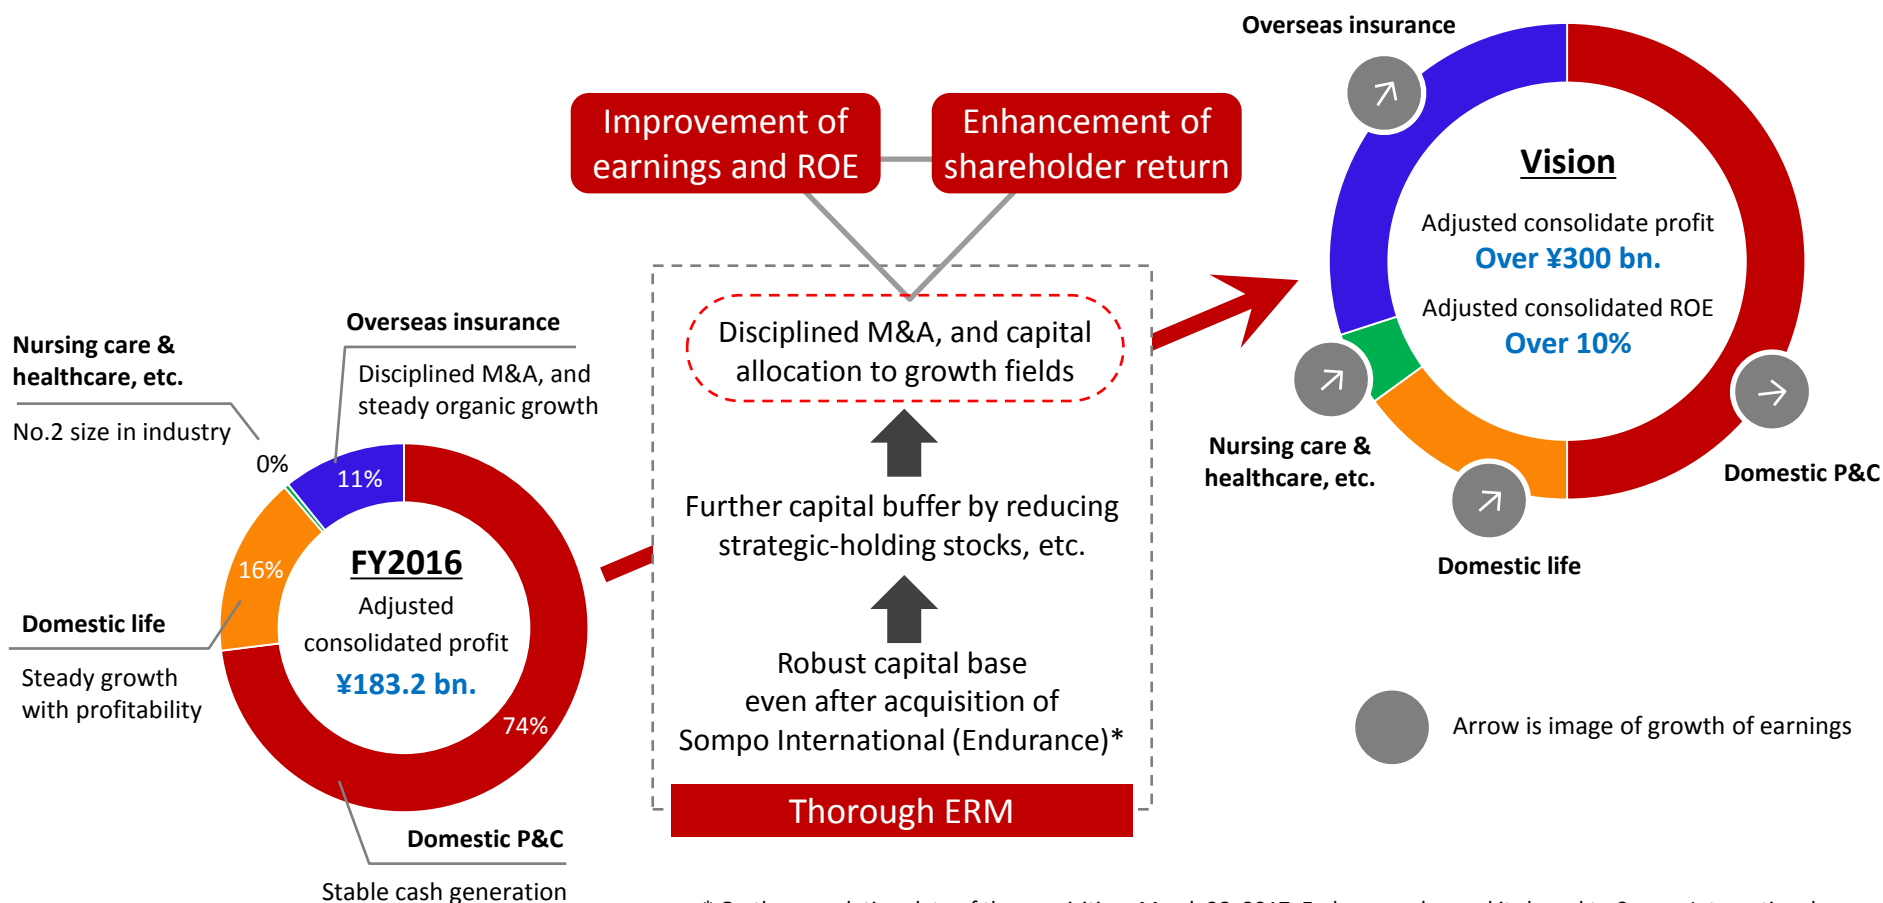 Overseas insurance
Improvement of
earnings and ROE
Enhancement of
shareholder return
Vision
Adjusted consolidate profit
Over ¥300 bn.
Adjusted consolidated ROE
Over 10%
Nursing care &
healthcare, etc.
No.2 size in industry
Overseas insurance
Disciplined M&A, and
steady organic growth
Disciplined M&A, and capital
allocation to growth fields
0%
11%
16%
74%
FY2016
Adjusted
consolidated profit
¥183.2 bn.
Domestic life
Steady growth
with profitability
Domestic P&C
Stable cash generation
Further capital buffer by reducing
strategic-holding stocks, etc.
Robust capital base
even after acquisition of
Sompo International (Endurance)*
Thorough ERM
Nursing care &
healthcare, etc.
Domestic P&C
Domestic life
Arrow is image of growth of earnings